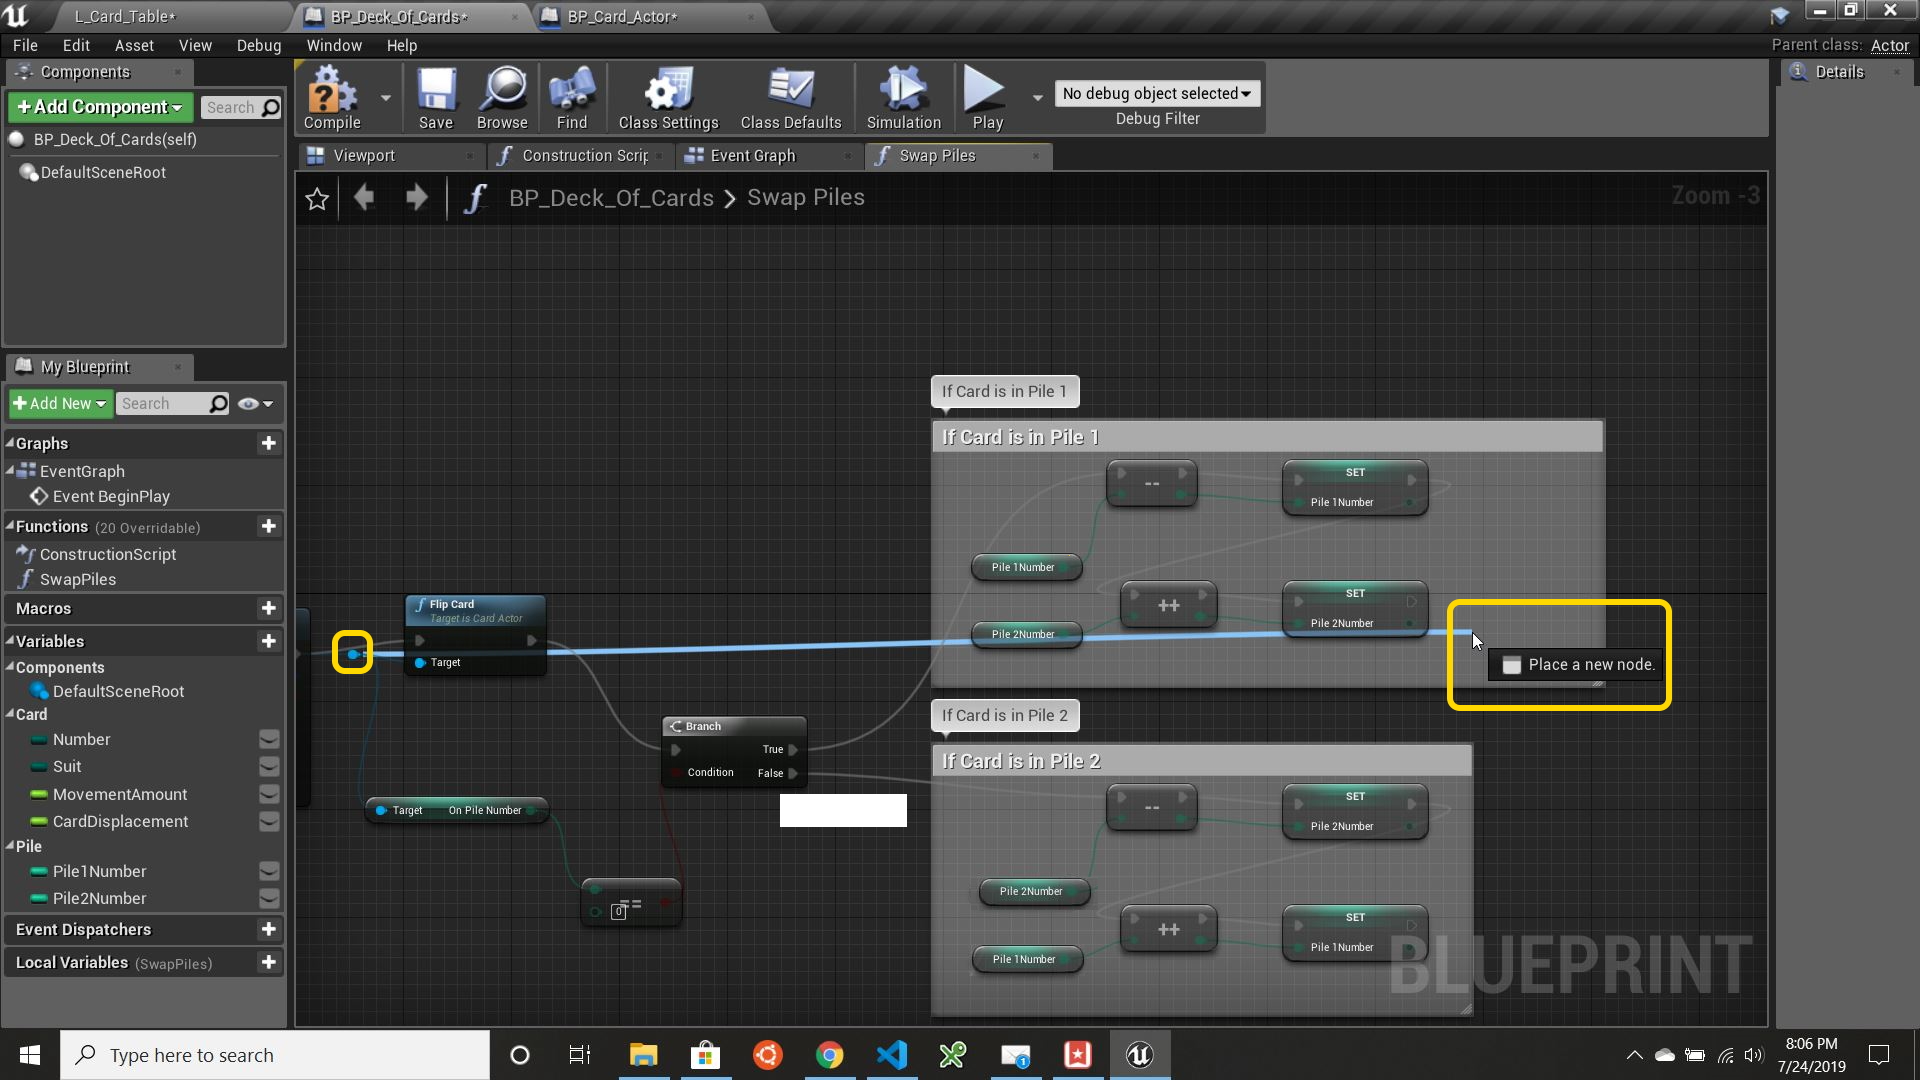 L_Card_Table*
BP_Deck_Of_Cards*
BP_Card_Actor*
File Edit Asset View Debug Window Help
Parent class: Actor
Components
Add Component
Search
BP_Deck_Of_Cards(self)
DefaultSceneRoot
Compile
Save
Browse
Find
Class Settings
Class Defaults
Simulation
Play
No debug object selected
Debug Filter
Details
Viewport
Construction Scrip
Event Graph
Swap Piles
BP_Deck_Of_Cards > Swap Piles
Zoom -3
My Blueprint
Add New
Search
Graphs
EventGraph
Event BeginPlay
Functions (20 Overridable)
ConstructionScript
SwapPiles
Macros
Variables
Components
DefaultSceneRoot
Card
Number
Suit
MovementAmount
CardDisplacement
Pile
Pile1Number
Pile2Number
Event Dispatchers
Local Variables (SwapPiles)
Flip Card
Target is Card Actor
Target
Branch
True
Condition False
Target On Pile Number
0 ==
If Card is in Pile 1
If Card is in Pile 1
--
SET
Pile 1Number
Pile 1Number
++
SET
Pile 2Number
Pile 2Number
Place a new node.
If Card is in Pile 2
If Card is in Pile 2
--
SET
Pile 2Number
Pile 2Number
++
SET
Pile 1Number
Pile 1Number
BLUEPRINT
Type here to search
1
8:06 PM
7/24/2019